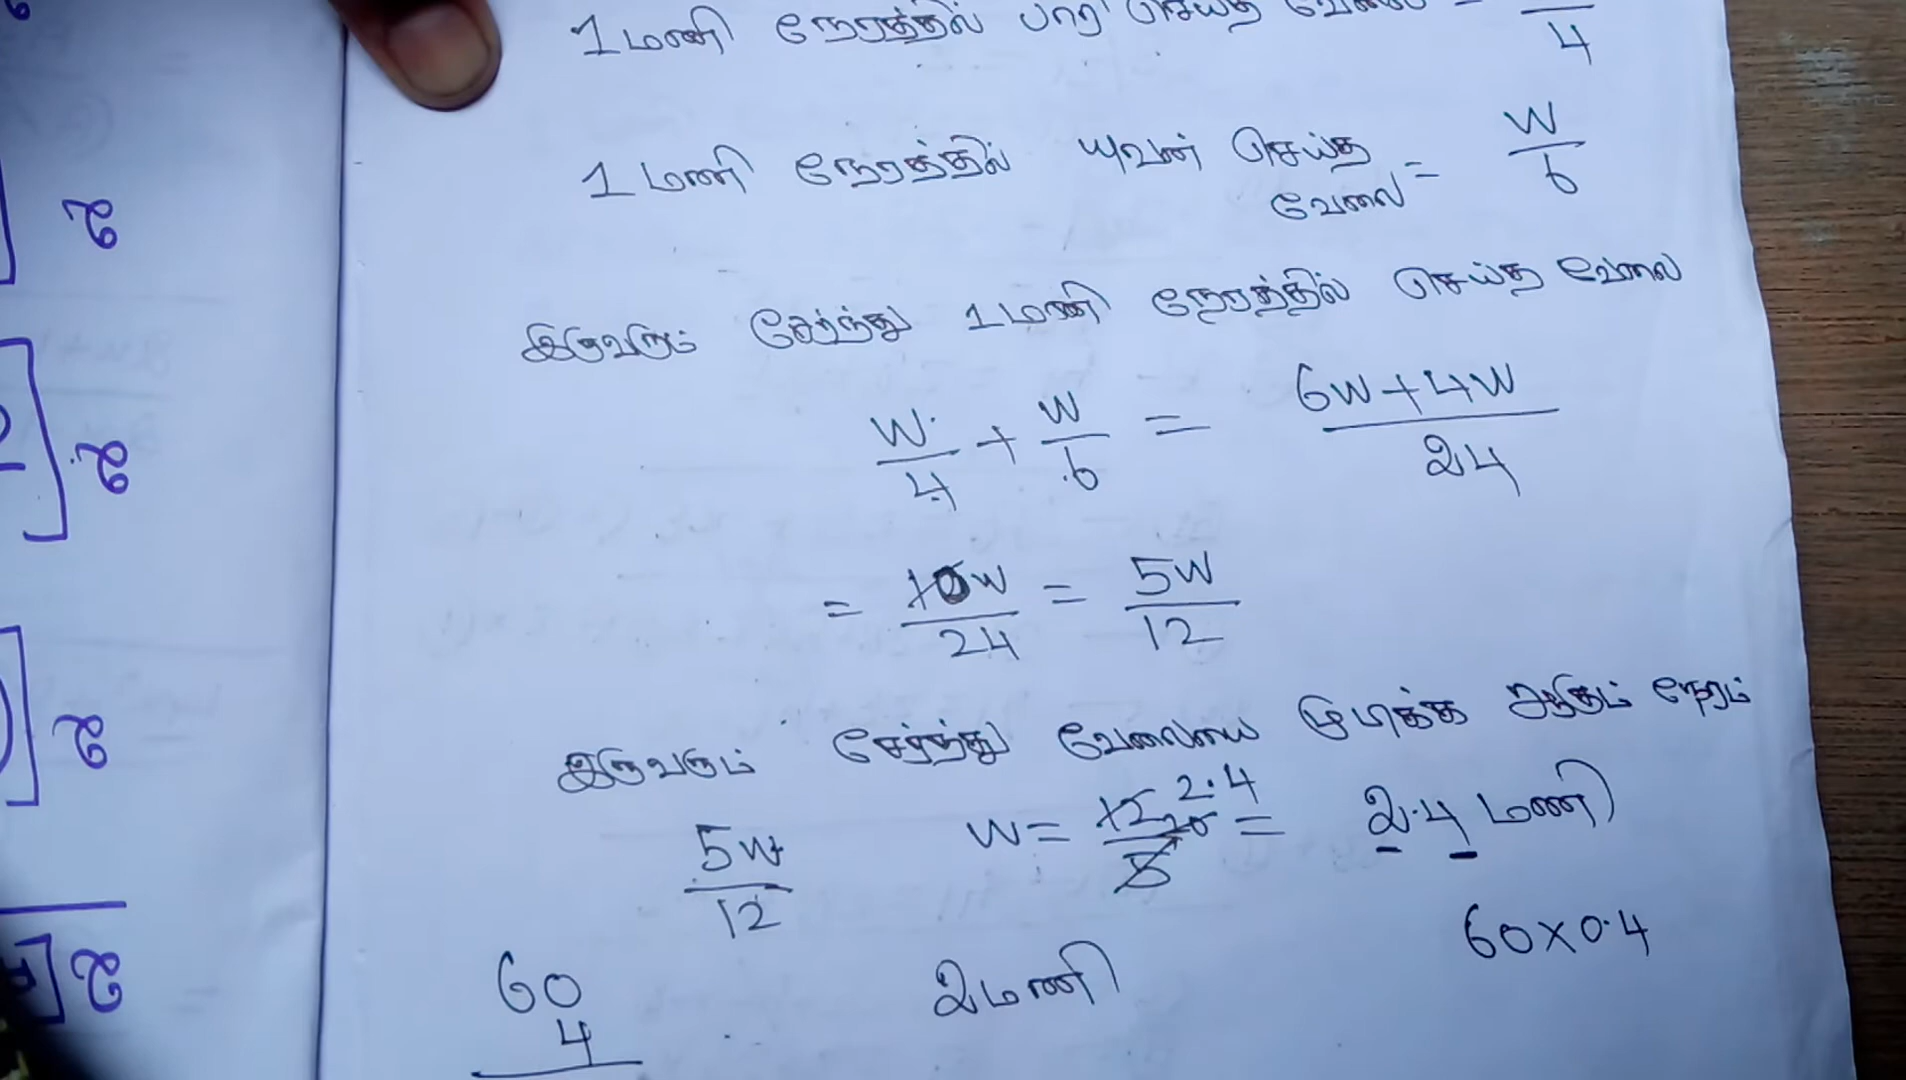 1 மணி நேரத்தில் பாரி செய்த வேலை = 4
1 மணி நேரத்தில் யுவன் செய்த வேலை = W/6
இருவரும் சேர்ந்து 1 மணி நேரத்தில் செய்த வேலை
W/4 + W/6 = 6W+4W/24
= 10W/24 = 5W/12
இருவரும் சேர்ந்து வேலையை முடிக்க ஆகும் நேரம்
5W/12 W = 12/5 2.4 = 2.4 மணி
60 2மணி 60×0.4
4